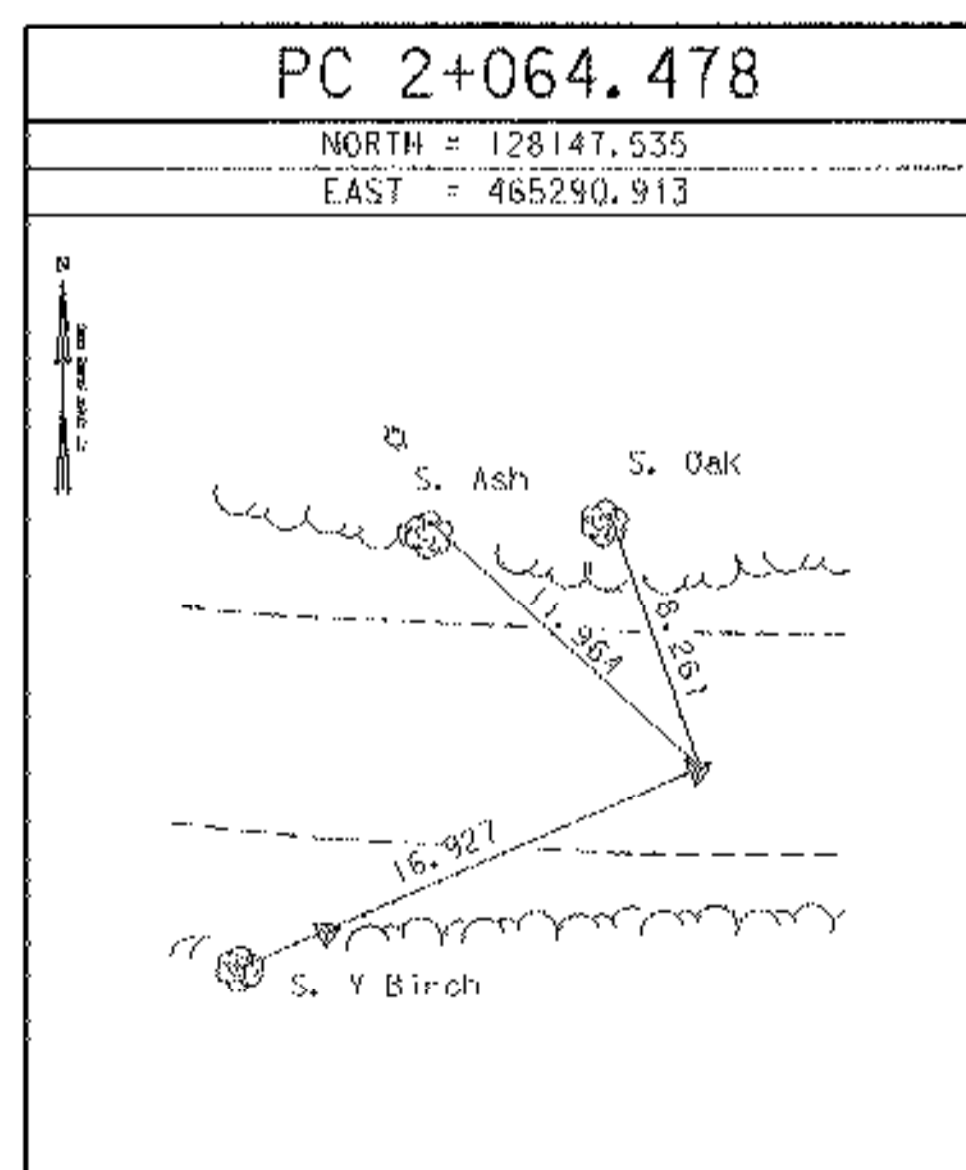 PC 2+064.478
NORTH = 128147.535
EAST = 465290.913
N
S. Ash
S. Oak
11.964
8.261
16.927
S. Y Birch